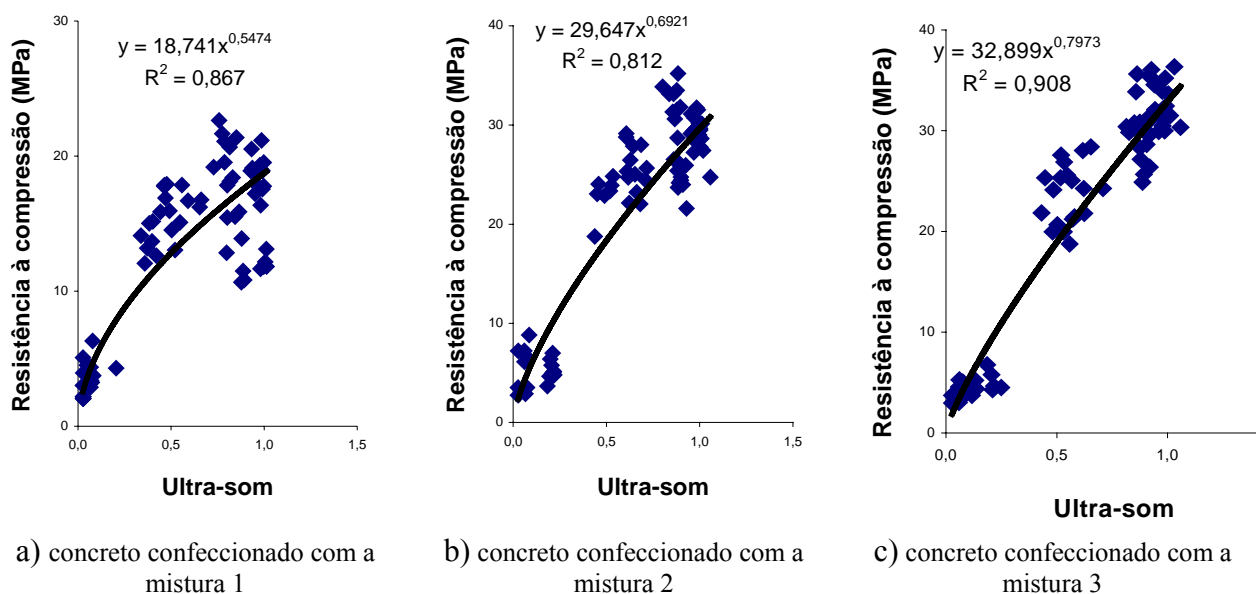 y = 18,741x^0,5474
R² = 0,867
Resistência à compressão (MPa)
30
20
10
0
0,0
0,5
1,0
1,5
Ultra-som
a) concreto confeccionado com a
mistura 1
y = 29,647x^0,6921
R² = 0,812
Resistência à compressão (MPa)
40
30
20
10
0
0,0
0,5
1,0
1,5
Ultra-som
b) concreto confeccionado com a
mistura 2
y = 32,899x^0,7973
R² = 0,908
Resistência à compressão (MPa)
40
30
20
10
0
0,0
0,5
1,0
Ultra-som
c) concreto confeccionado com a
mistura 3